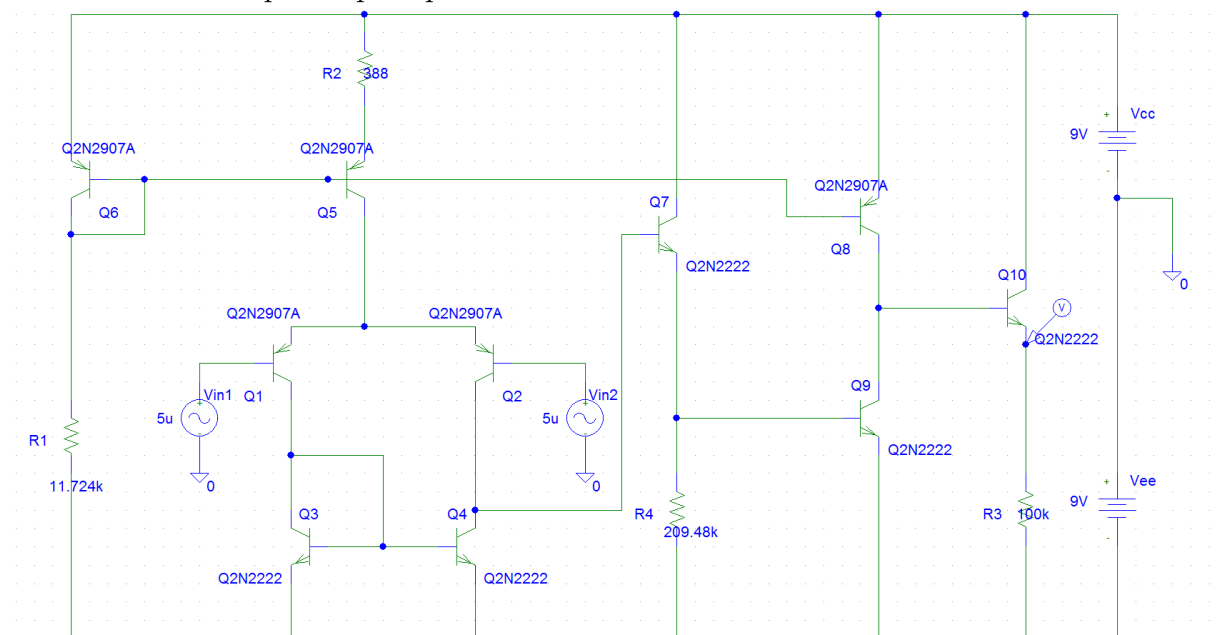 R2 388
Vcc
9V
Q2N2907A Q2N2907A
Q2N2907A
Q6 Q5
Q7
Q8
Q2N2222
Q10
0
Q2N2907A Q2N2907A
V
Q2N2222
Vin1 Q1 Q2 Vin2
5u 5u
Q9
R1
Q2N2222
11.724k
0 0
Vee
9V
Q3 Q4 R4 R3 100k
209.48k
Q2N2222 Q2N2222